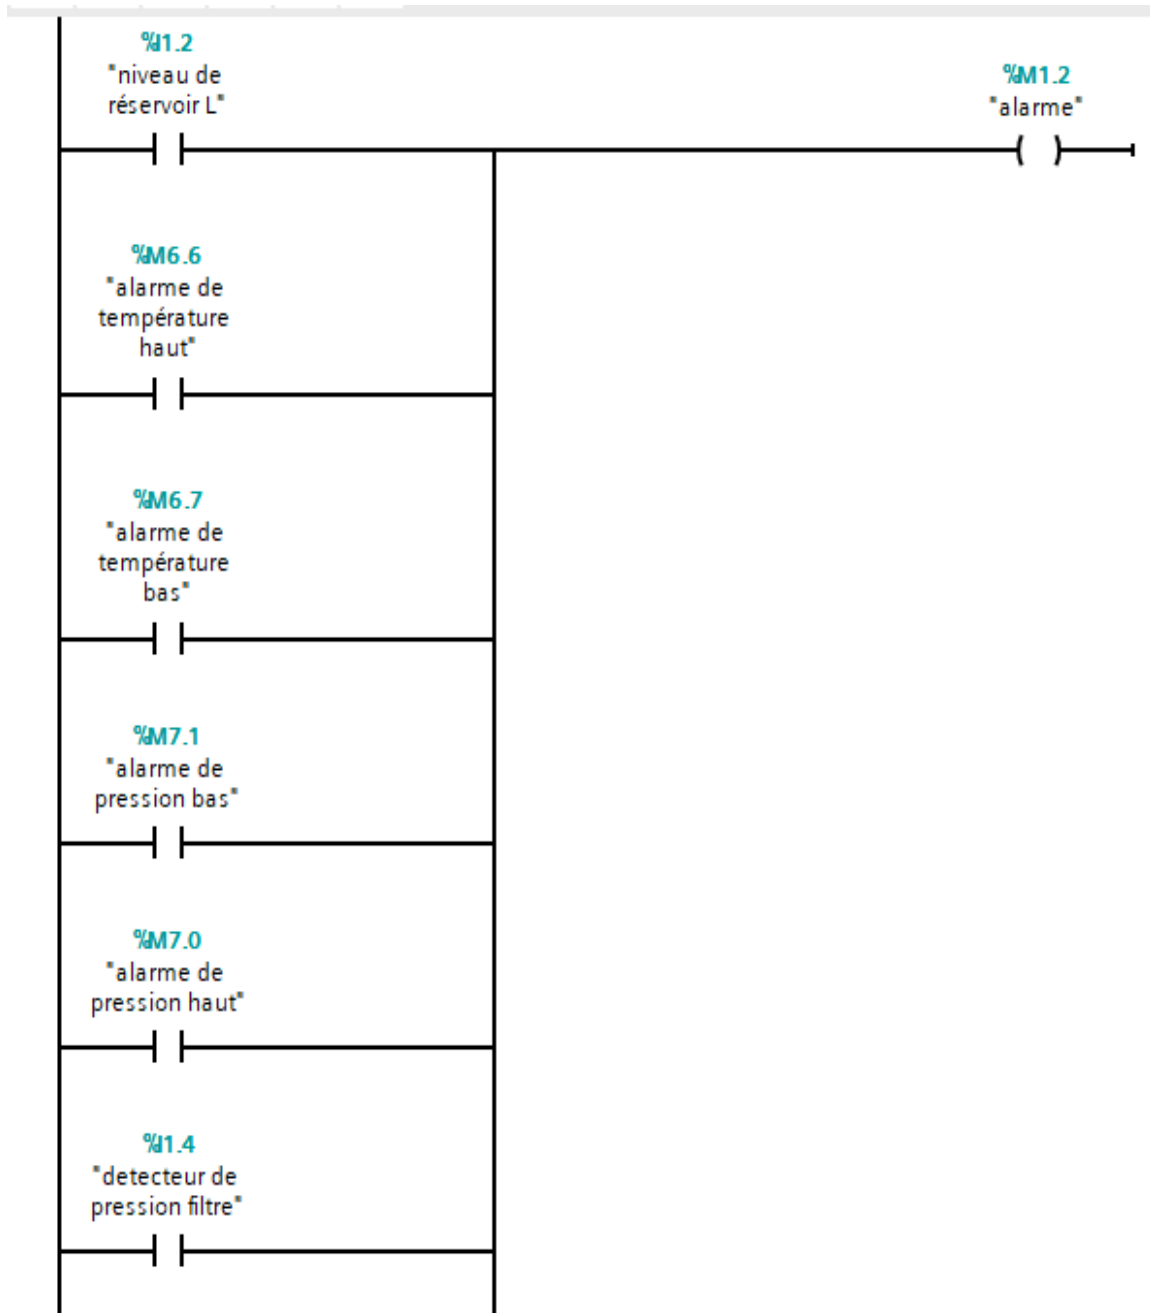 %I1.2
"niveau de
réservoir L"
%M1.2
"alarme"
%M6.6
"alarme de
température
haut"
%M6.7
"alarme de
température
bas"
%M7.1
"alarme de
pression bas"
%M7.0
"alarme de
pression haut"
%I1.4
"detecteur de
pression filtre"